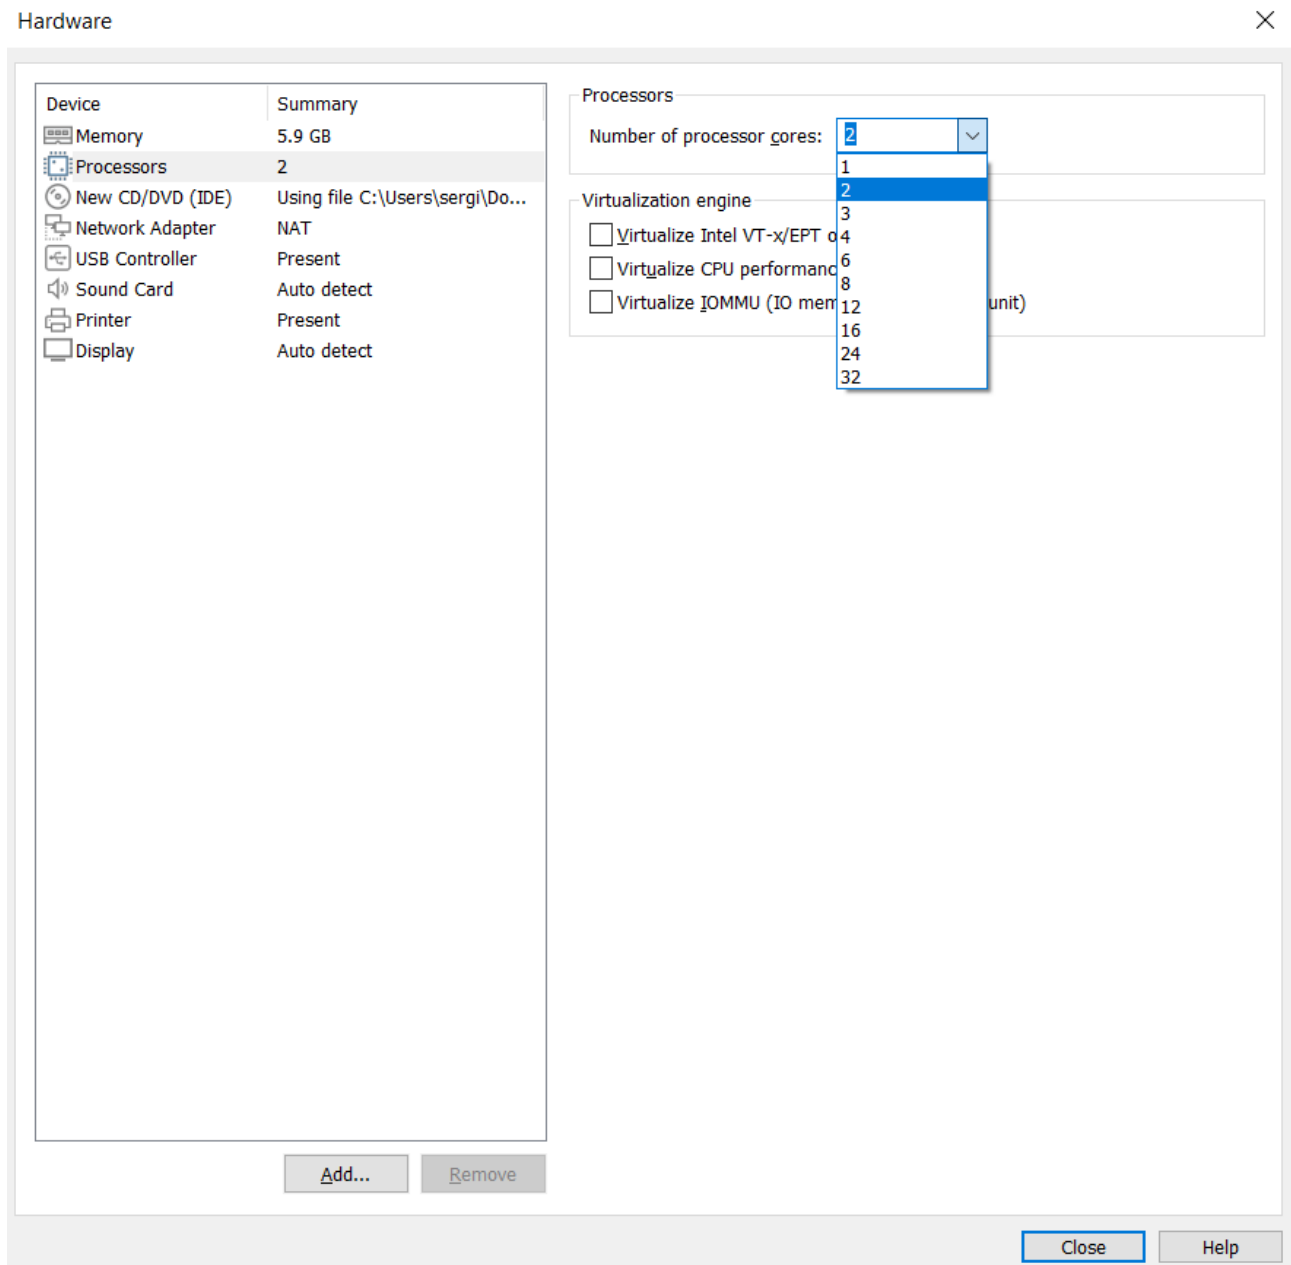 Hardware
Device Summary
Memory 5.9 GB
Processors 2
New CD/DVD (IDE) Using file C:\Users\sergi\Do...
Network Adapter NAT
USB Controller Present
Sound Card Auto detect
Printer Present
Display Auto detect
Add... Remove
Processors
Number of processor cores: 2
1
2
3
4
6
8
12
16
24
32
Virtualization engine
Virtualize Intel VT-x/EPT o
Virtualize CPU performanc
Virtualize IOMMU (IO mem unit)
Close Help